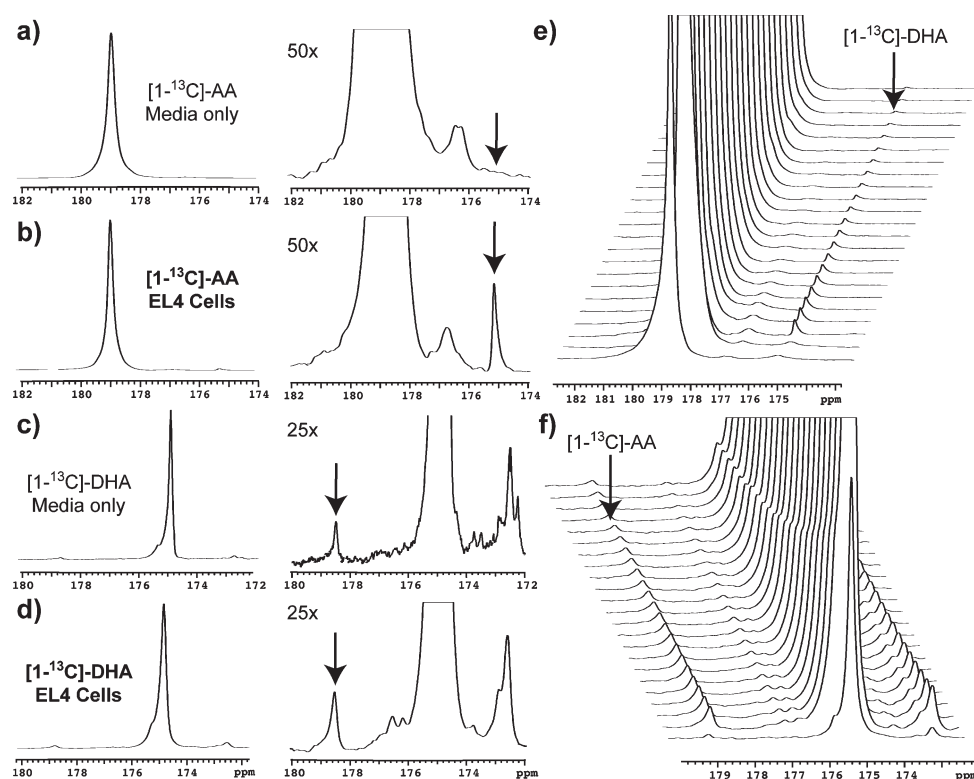 a)
[1-¹³C]-AA
Media only
182 180 178 176 174
50x
182 180 178 176 174
b)
[1-¹³C]-AA
EL4 Cells
182 180 178 176 174
50x
182 180 178 176 174
c)
[1-¹³C]-DHA
Media only
180 178 176 174 172
25x
180 178 176 174 172
d)
[1-¹³C]-DHA
EL4 Cells
180 178 176 174 ppm
25x
180 178 176 174 ppm
e)
[1-¹³C]-DHA
182 181 180 179 178 177 176 175 ppm
f)
[1-¹³C]-AA
179 178 177 176 175 174 ppm